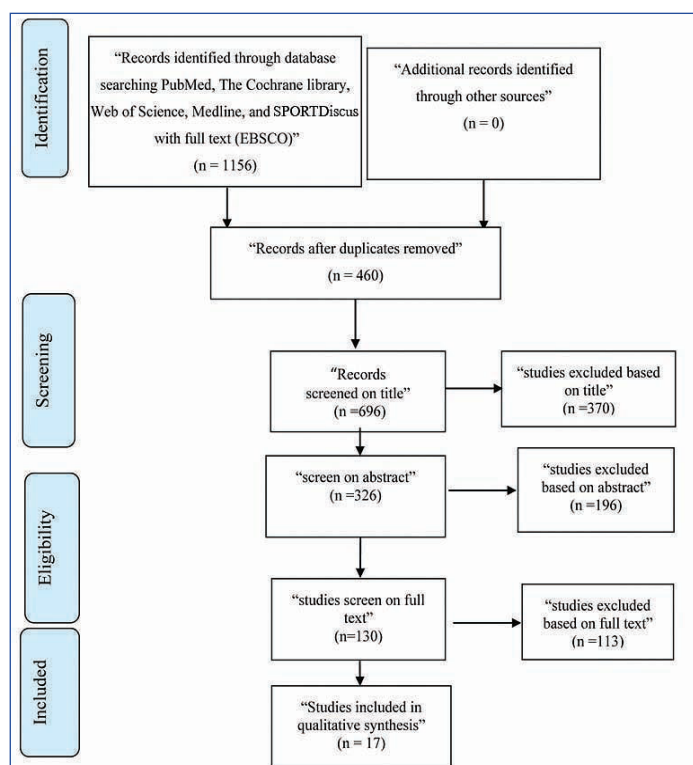 Identification
“Records identified through database
searching PubMed, The Cochrane library,
Web of Science, Medline, and SPORTDiscus
with full text (EBSCO)”
(n = 1156)
“Additional records identified
through other sources”
(n = 0)
“Records after duplicates removed”
(n = 460)
Screening
“Records
screened on title”
(n =696)
“studies excluded based
on title”
(n =370)
“screen on abstract”
(n =326)
“studies excluded
based on abstract”
(n =196)
Eligibility
“studies screen on full
text”
(n=130)
“studies excluded
based on full text”
(n =113)
Included
“Studies included in
qualitative synthesis”
(n = 17)